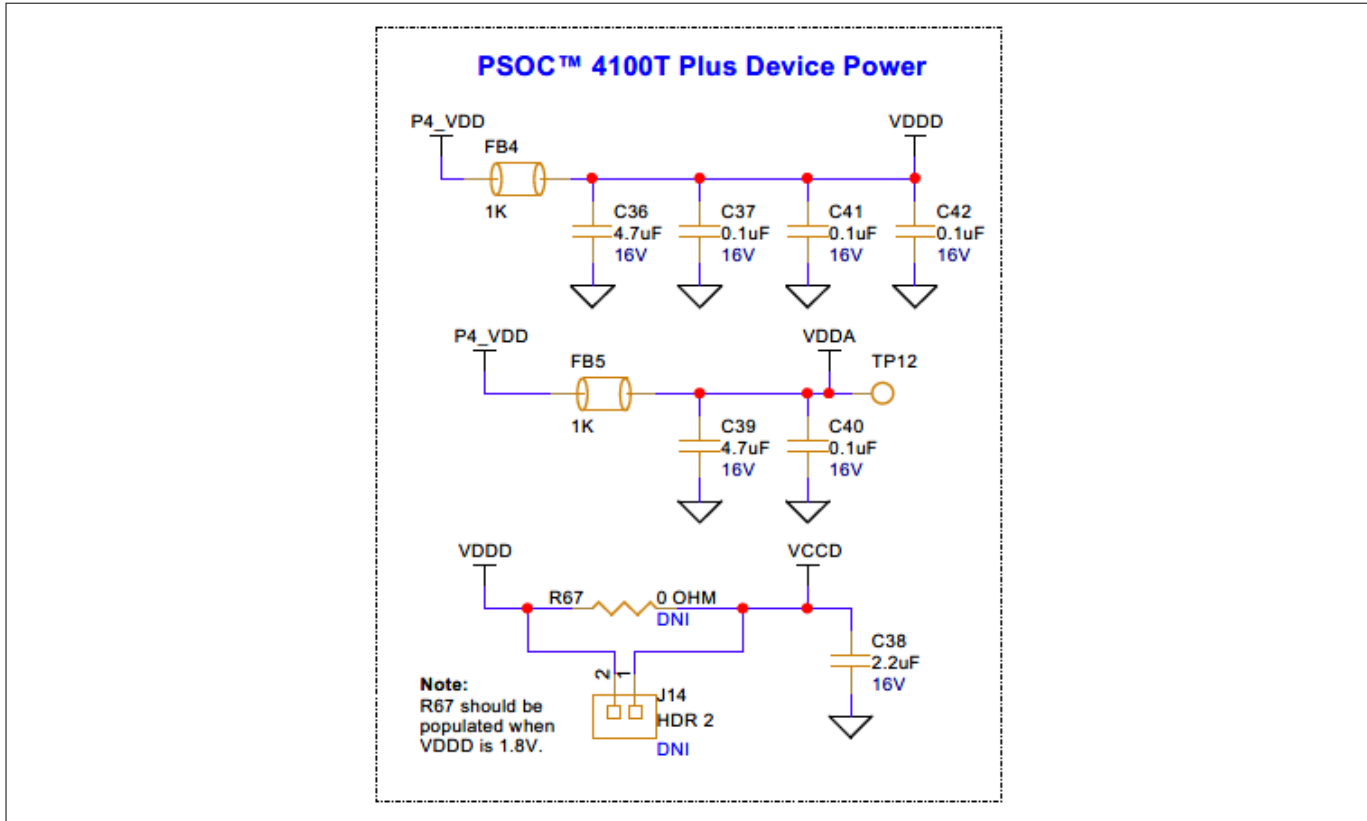 PSOC™ 4100T Plus Device Power
P4_VDD
VDDD
FB4
1K
C36
4.7uF
16V
C37
0.1uF
16V
C41
0.1uF
16V
C42
0.1uF
16V
P4_VDD
VDDA
FB5
TP12
1K
C39
4.7uF
16V
C40
0.1uF
16V
VDDD
VCCD
R67
0 OHM
DNI
C38
2.2uF
16V
2
1
J14
HDR 2
DNI
Note:
R67 should be
populated when
VDDD is 1.8V.